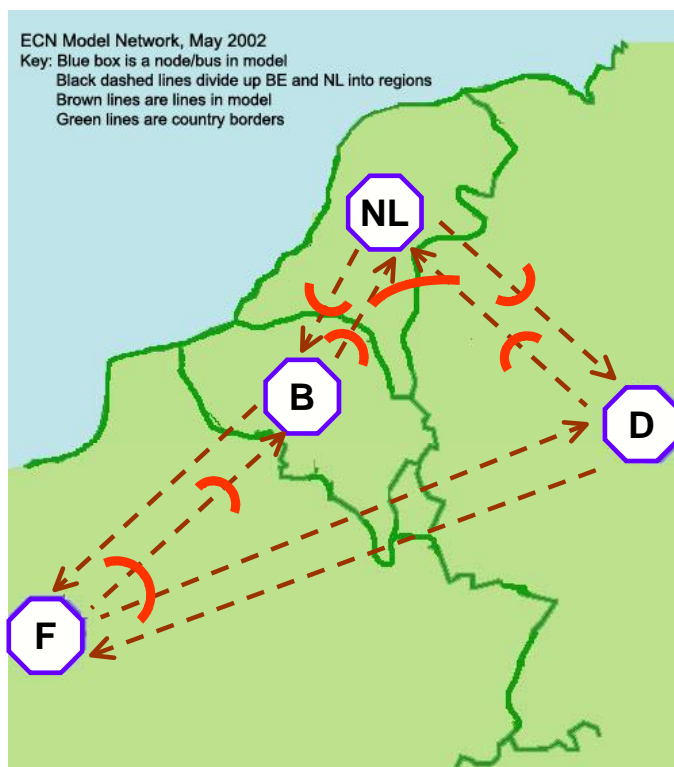 ECN Model Network, May 2002
Key: Blue box is a node/bus in model
Black dashed lines divide up BE and NL into regions
Brown lines are lines in model
Green lines are country borders
NL
B
D
F